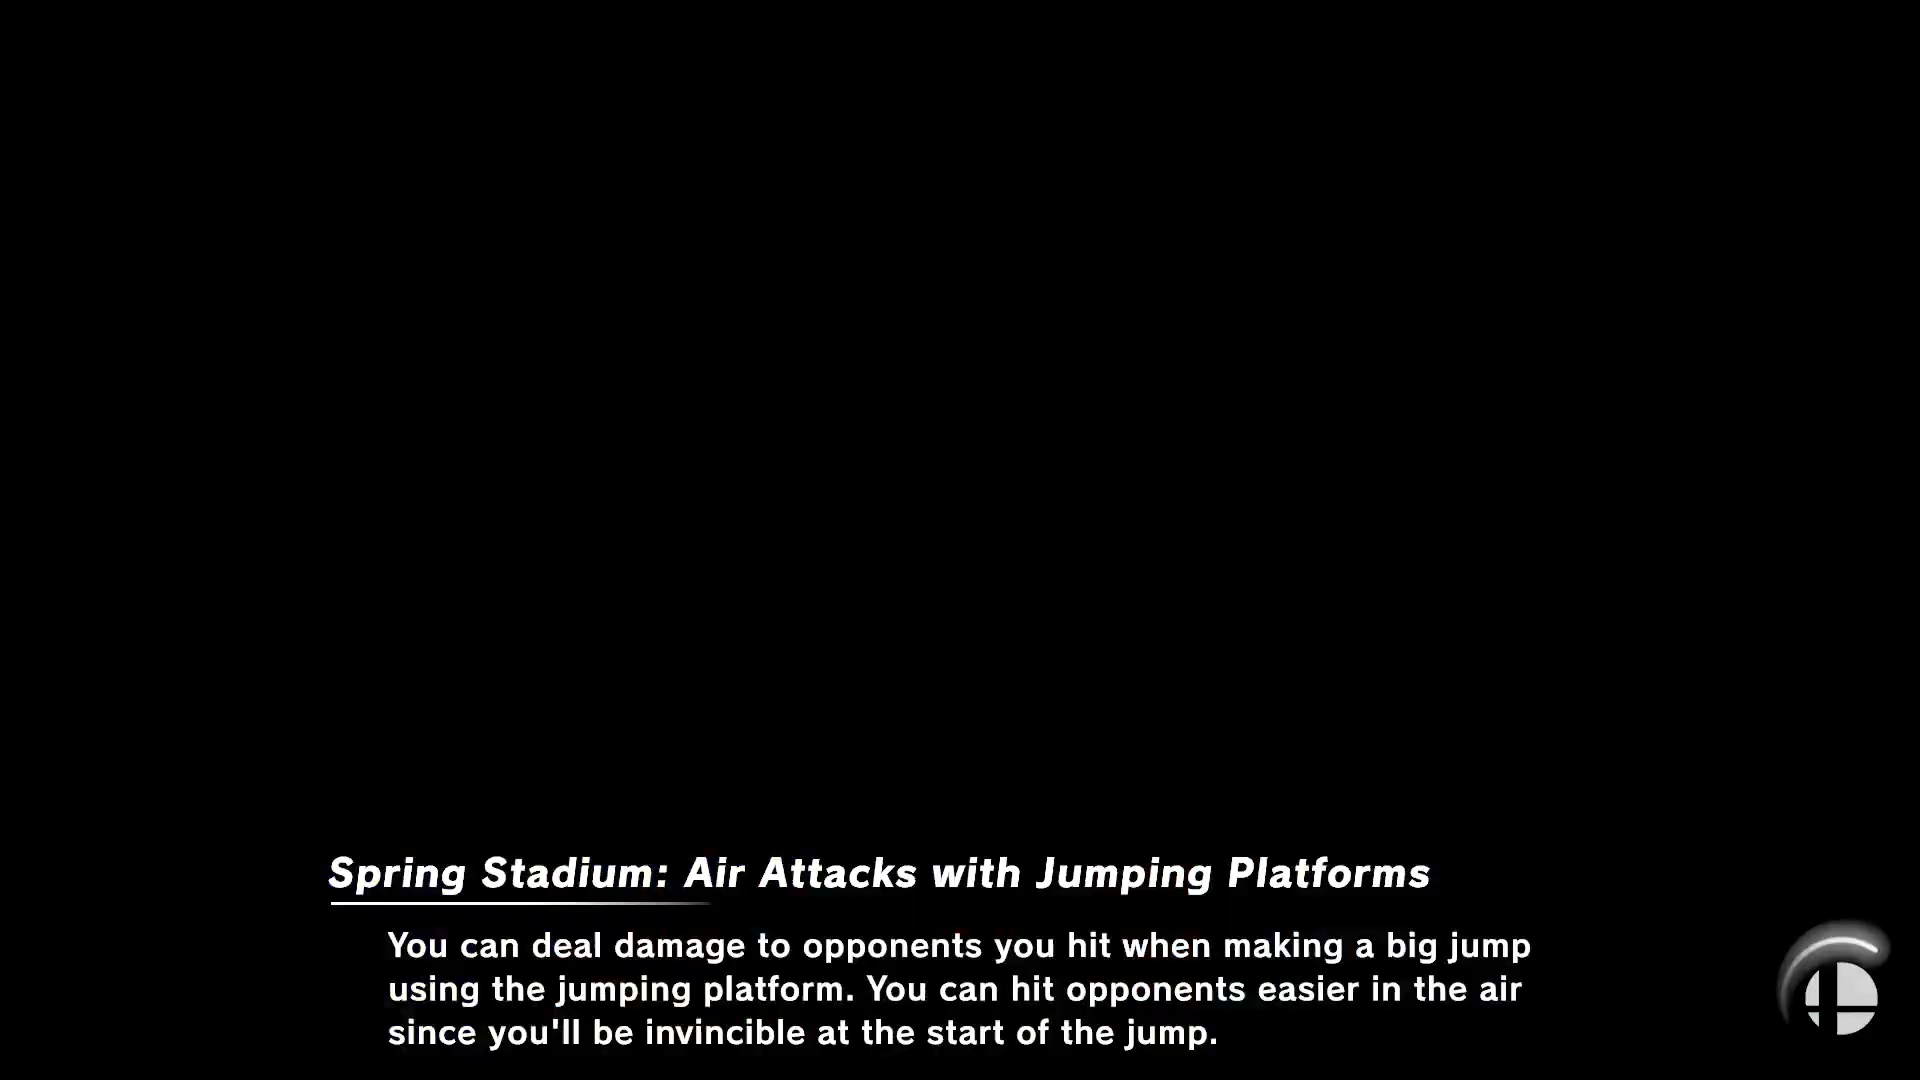 Spring Stadium: Air Attacks with Jumping Platforms
You can deal damage to opponents you hit when making a big jump
using the jumping platform. You can hit opponents easier in the air
since you'll be invincible at the start of the jump.